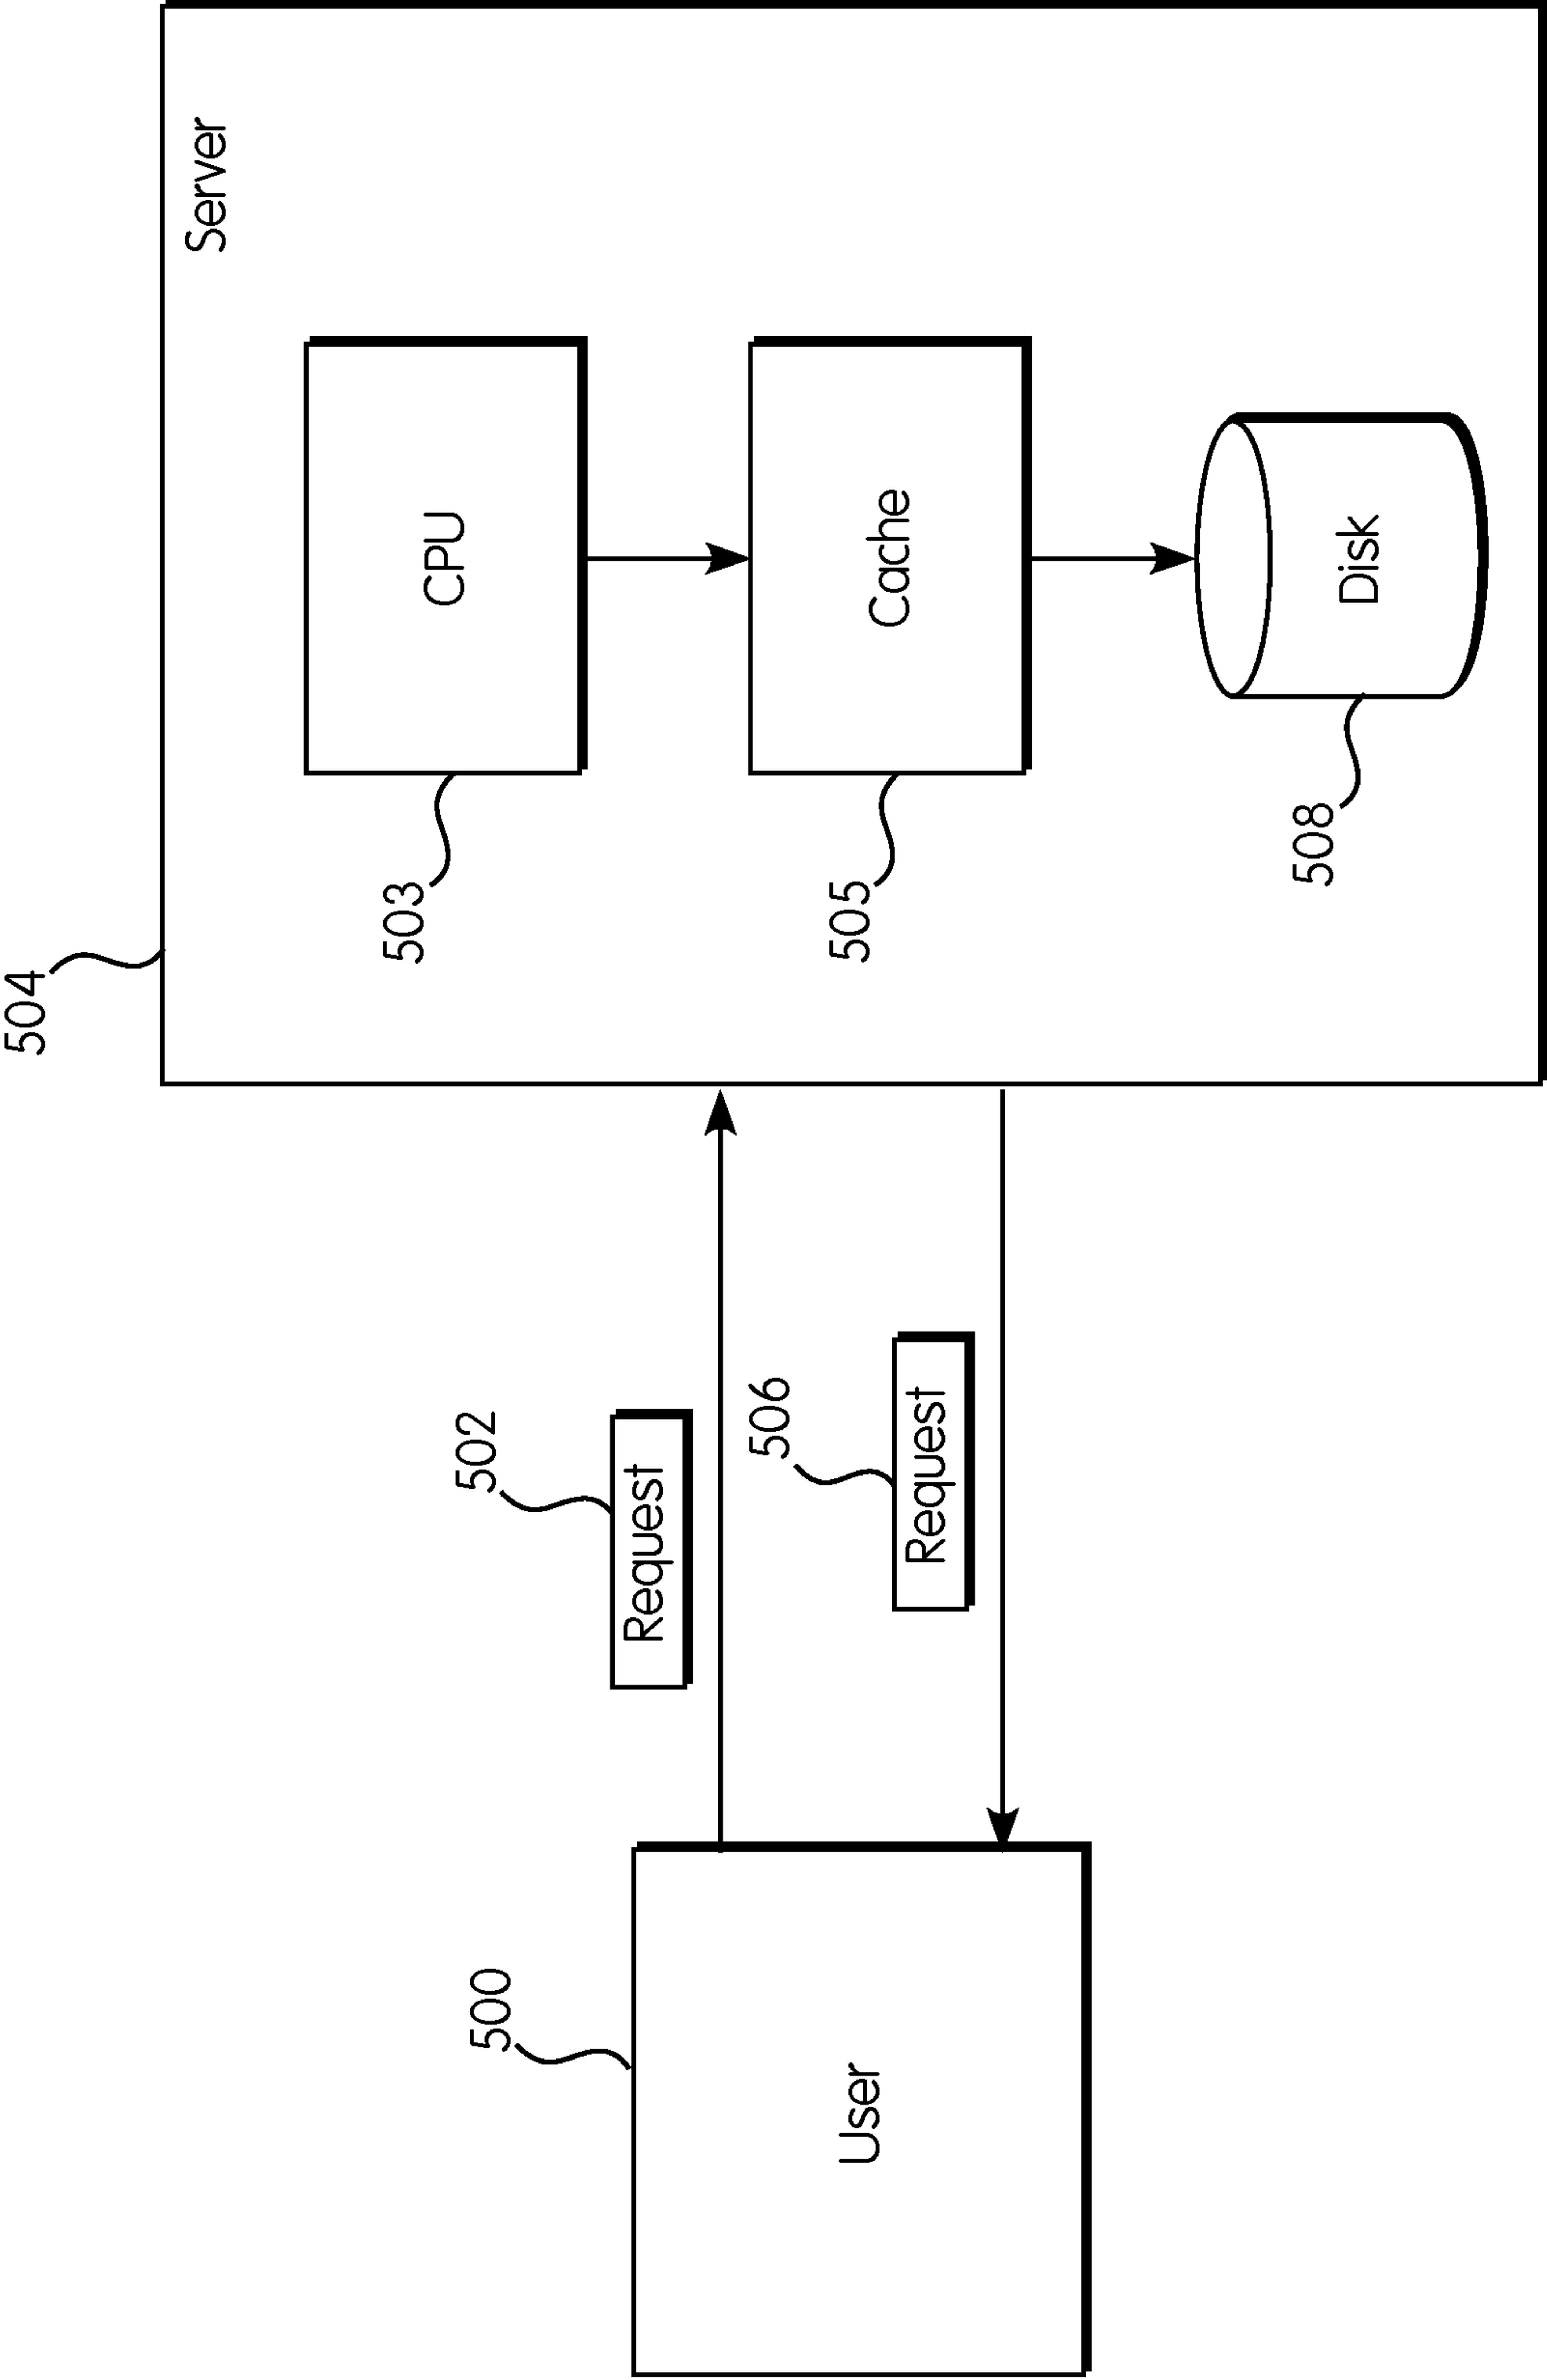 504
Server
503
CPU
505
Cache
508
Disk
502
Request
506
Request
500
User